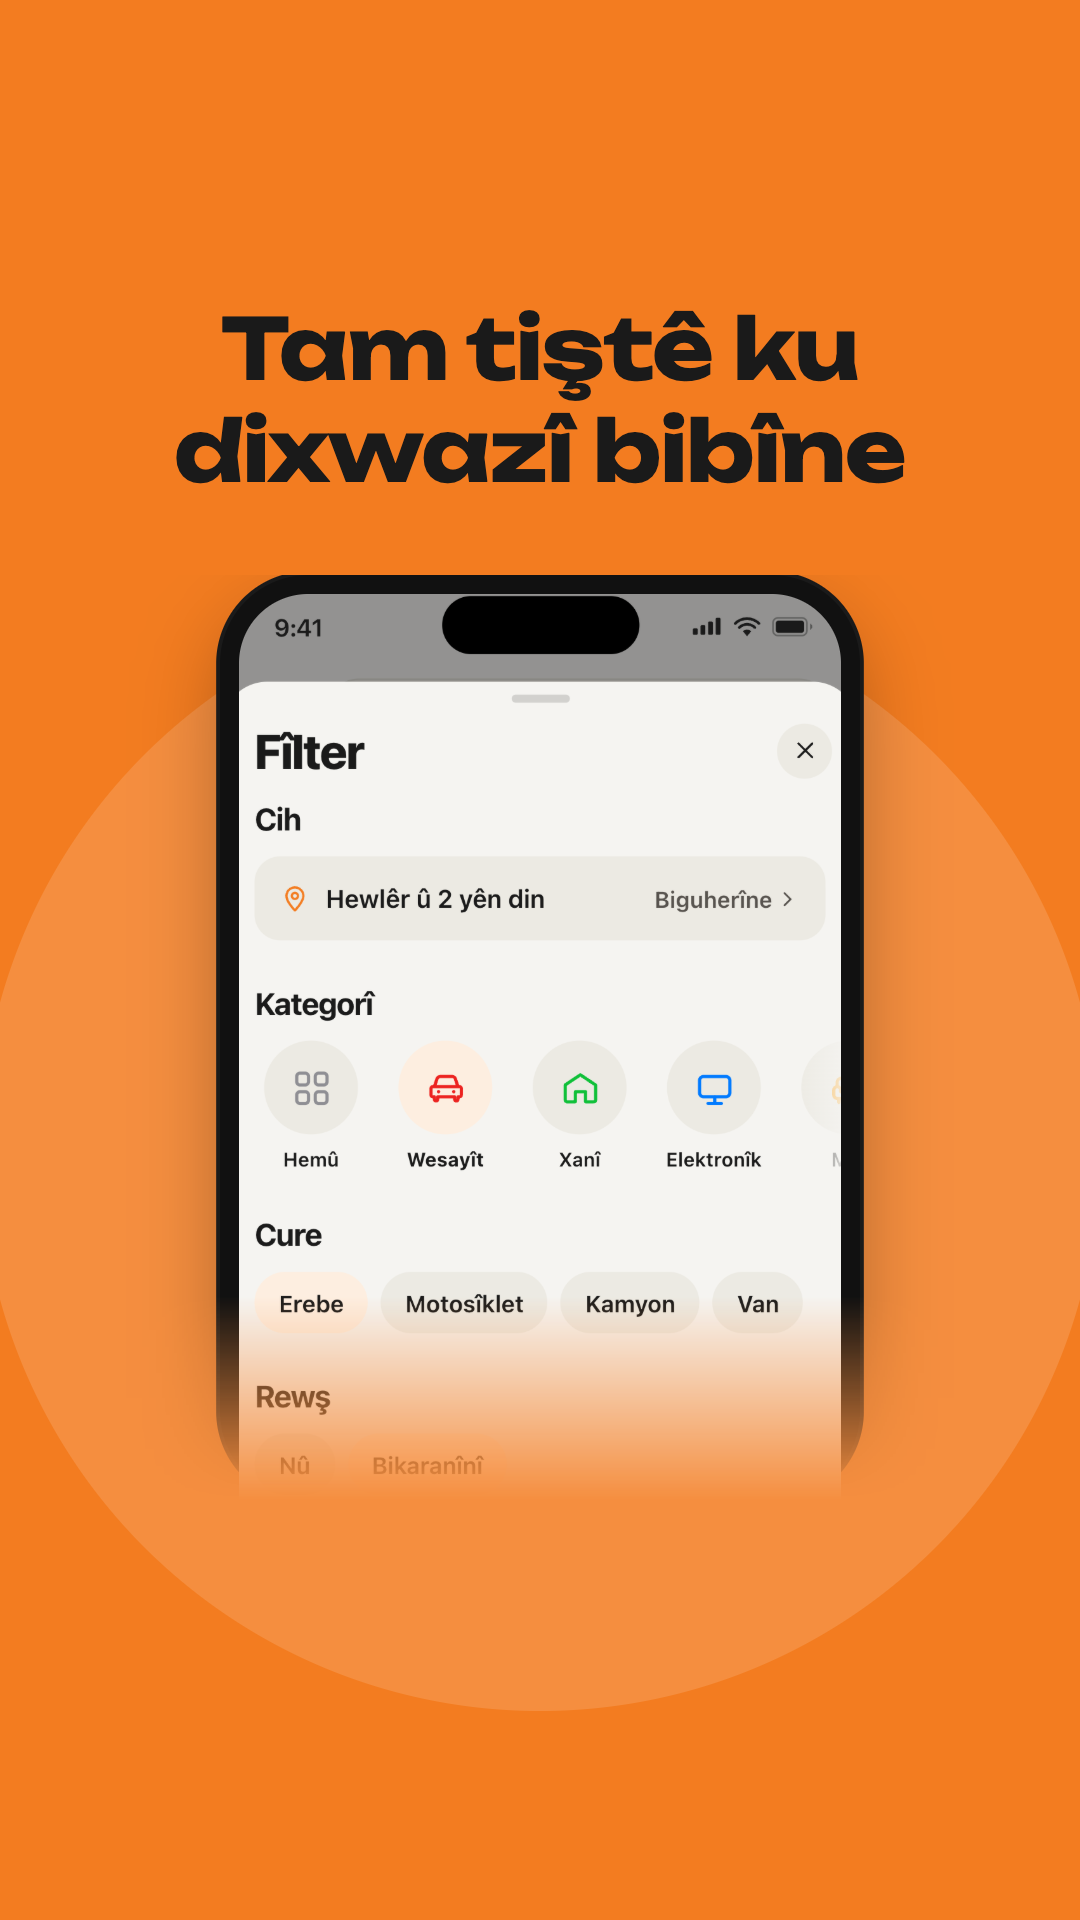 Tam tiştê ku
dixwazî bibîne
9:41
Fîlter
Cih
Hewlêr û 2 yên din Biguherîne
Kategorî
Hemû Wesayît Xanî Elektronîk
Cure
Erebe Motosîklet Kamyon Van
Rewş
Nû Bikaranînî